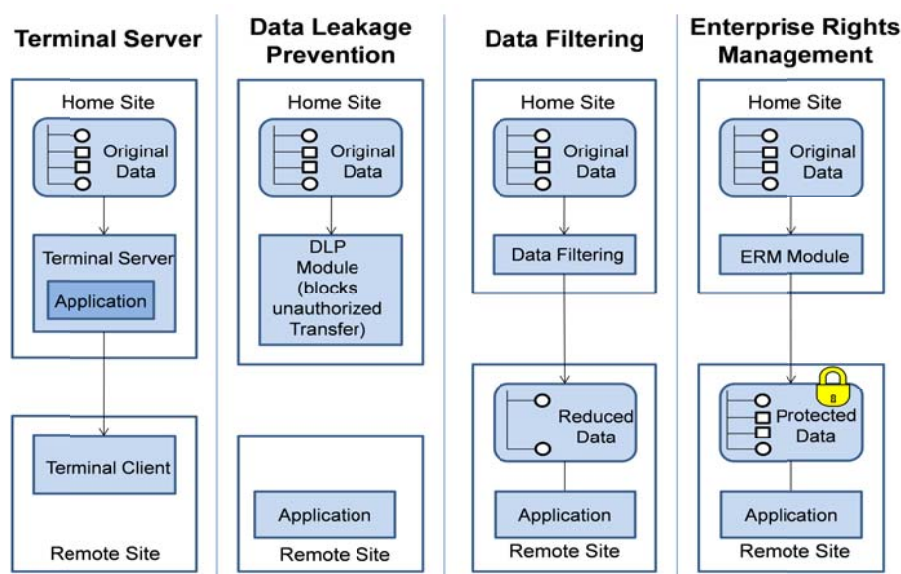 Terminal Server
Home Site
Original
Data
Terminal Server
Application
Terminal Client
Remote Site
Data Leakage
Prevention
Home Site
Original
Data
DLP
Module
(blocks
unauthorized
Transfer)
Application
Remote Site
Data Filtering
Home Site
Original
Data
Data Filtering
Reduced
Data
Application
Remote Site
Enterprise Rights
Management
Home Site
Original
Data
ERM Module
Protected
Data
Application
Remote Site